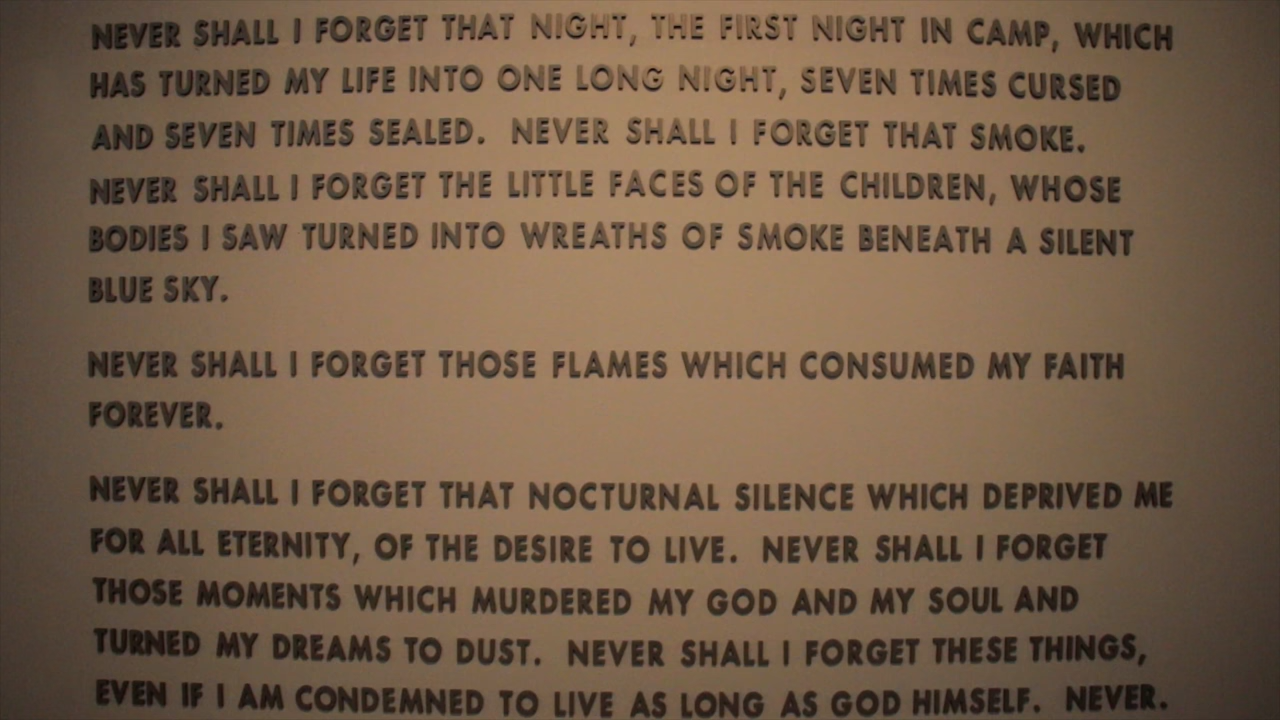 NEVER SHALL I FORGET THAT NIGHT, THE FIRST NIGHT IN CAMP, WHICH
HAS TURNED MY LIFE INTO ONE LONG NIGHT, SEVEN TIMES CURSED
AND SEVEN TIMES SEALED. NEVER SHALL I FORGET THAT SMOKE.
NEVER SHALL I FORGET THE LITTLE FACES OF THE CHILDREN, WHOSE
BODIES I SAW TURNED INTO WREATHS OF SMOKE BENEATH A SILENT
BLUE SKY.
NEVER SHALL I FORGET THOSE FLAMES WHICH CONSUMED MY FAITH
FOREVER.
NEVER SHALL I FORGET THAT NOCTURNAL SILENCE WHICH DEPRIVED ME
FOR ALL ETERNITY, OF THE DESIRE TO LIVE. NEVER SHALL I FORGET
THOSE MOMENTS WHICH MURDERED MY GOD AND MY SOUL AND
TURNED MY DREAMS TO DUST. NEVER SHALL I FORGET THESE THINGS,
EVEN IF I AM CONDEMNED TO LIVE AS LONG AS GOD HIMSELF. NEVER.